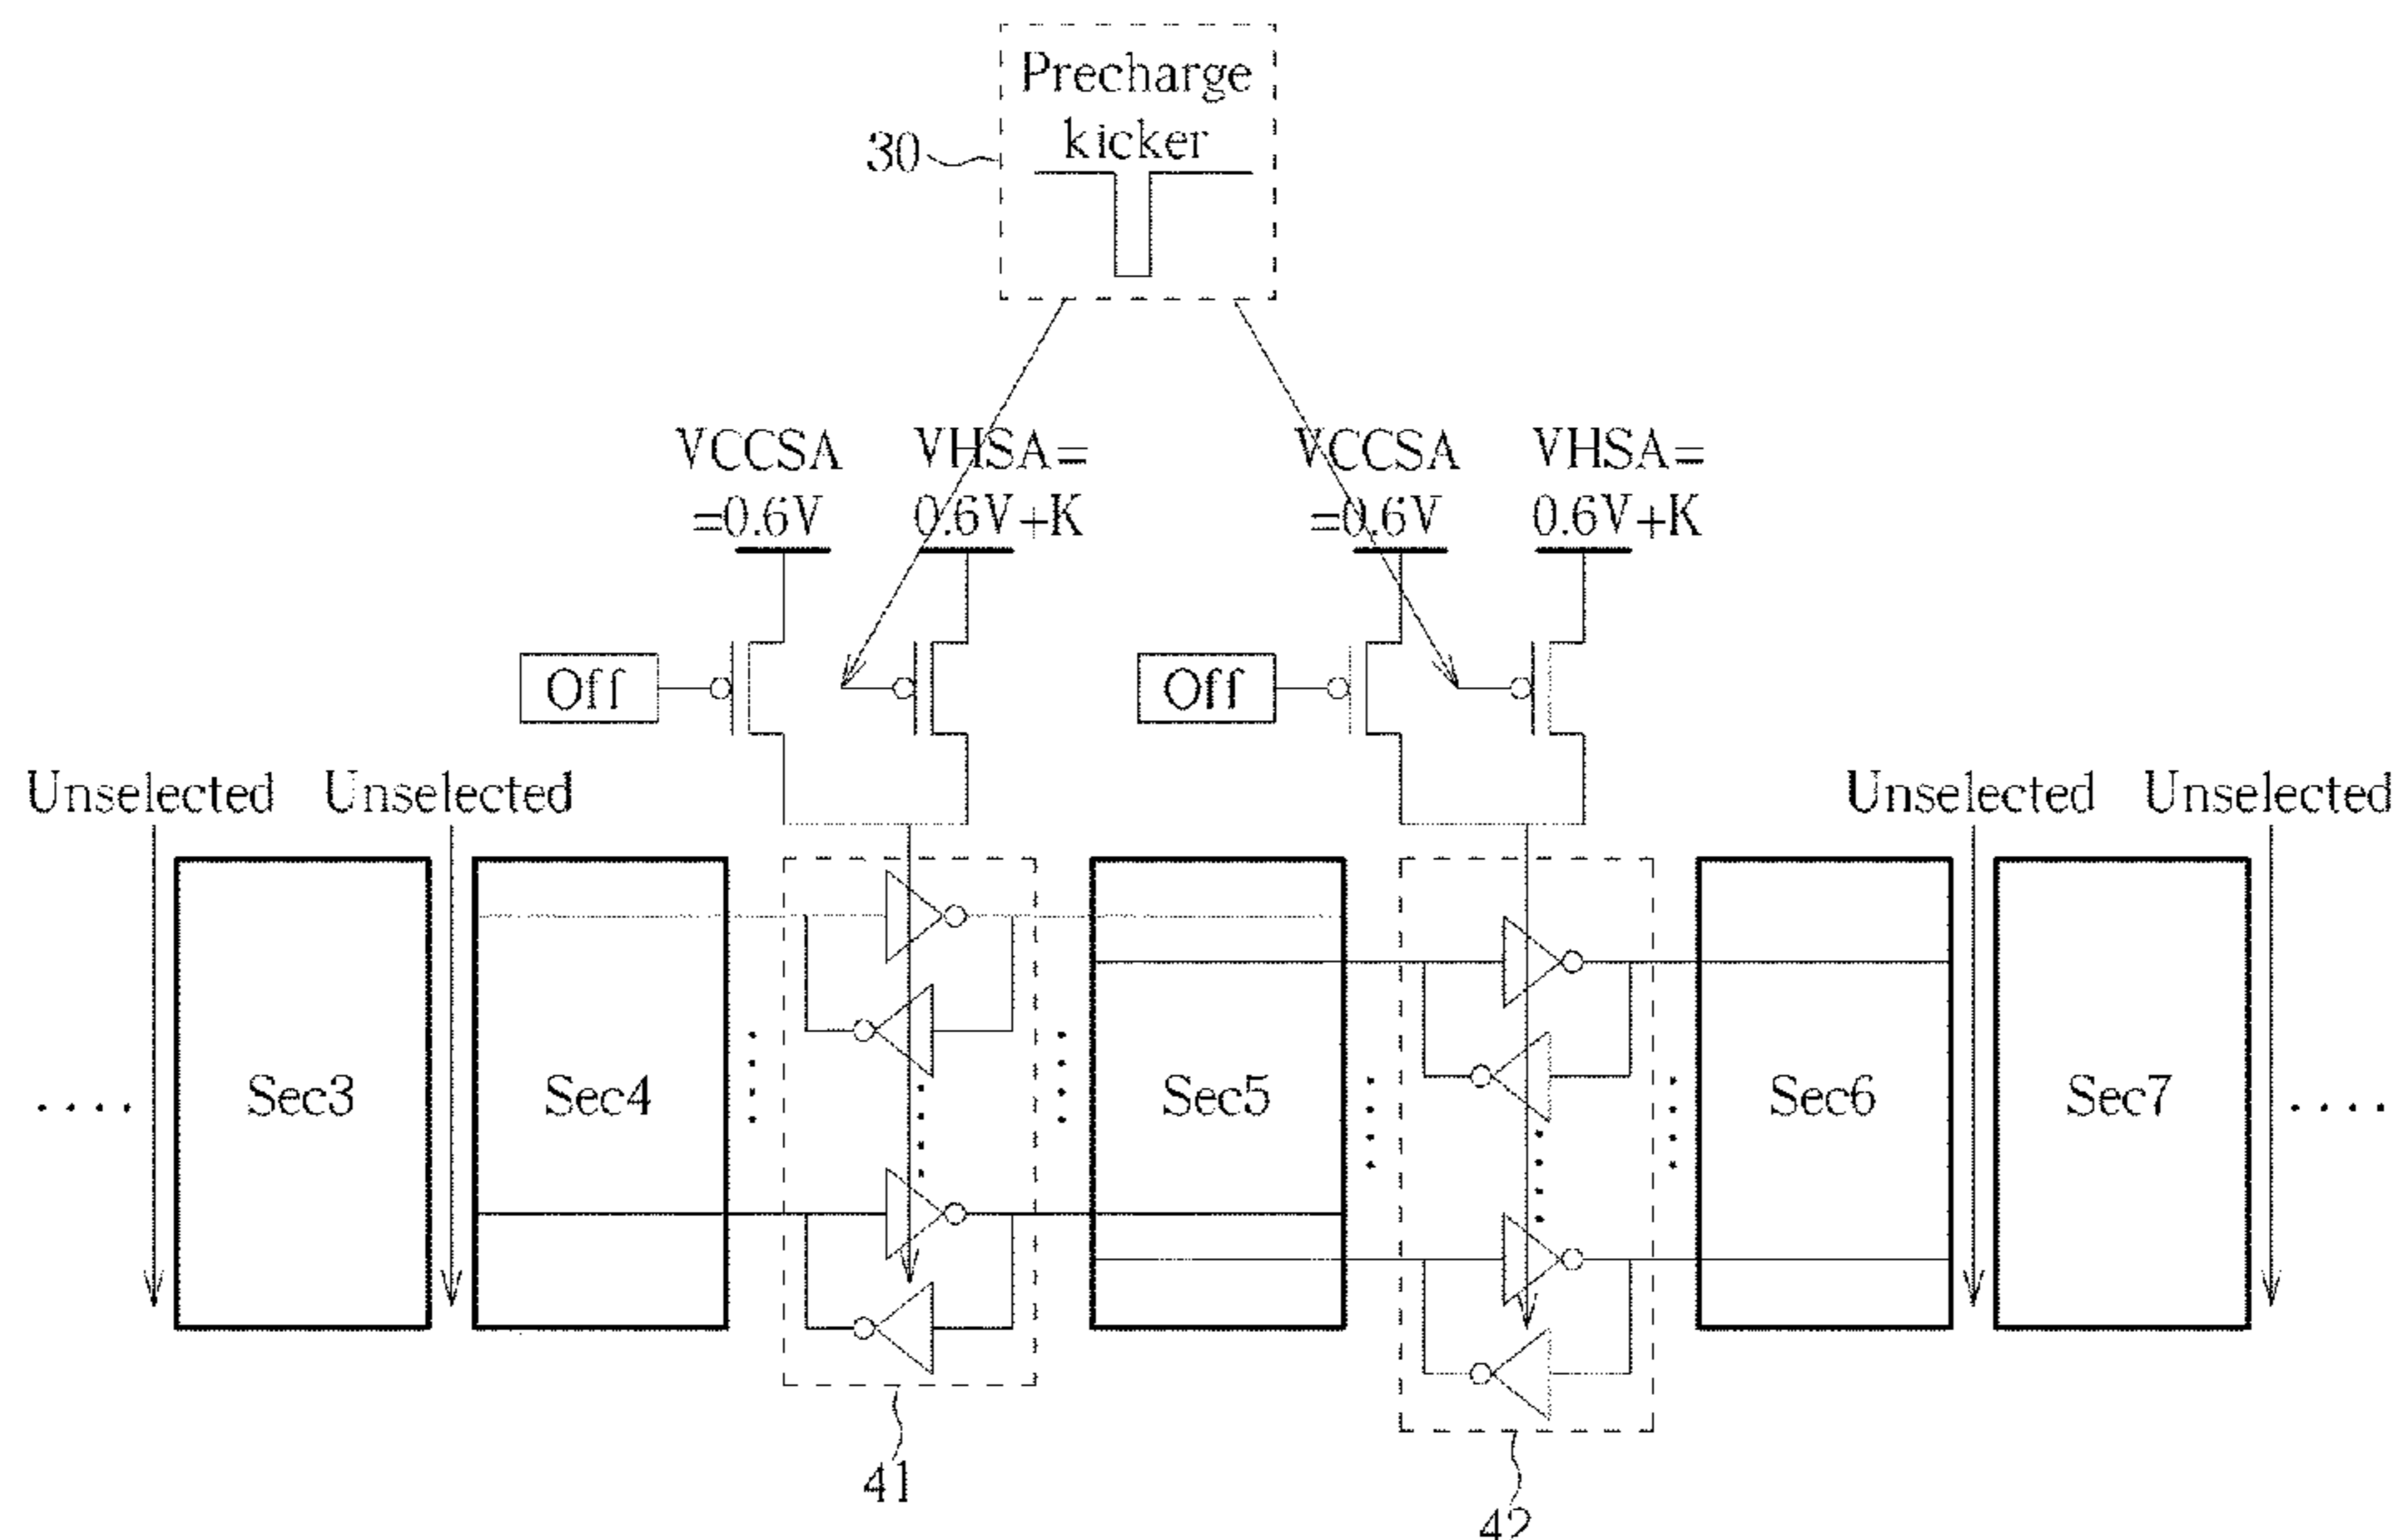 Precharge
kicker
30
VCCSA
=0.6V
VHSA=
0.6V+K
VCCSA
=0.6V
VHSA=
0.6V+K
Off
Off
Unselected
Unselected
Unselected
Unselected
Sec3
Sec4
Sec5
Sec6
Sec7
41
42